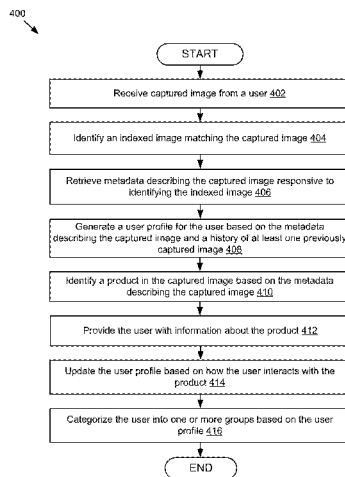 400
START
Receive captured image from a user 402
Identify an indexed image matching the captured image 404
Retrieve metadata describing the captured image responsive to
identifying the indexed image 406
Generate a user profile for the user based on the metadata
describing the captured image and a history of at least one previously
captured image 408
Identify a product in the captured image based on the metadata
describing the captured image 410
Provide the user with information about the product 412
Update the user profile based on how the user interacts with the
product 414
Categorize the user into one or more groups based on the user
profile 416
END